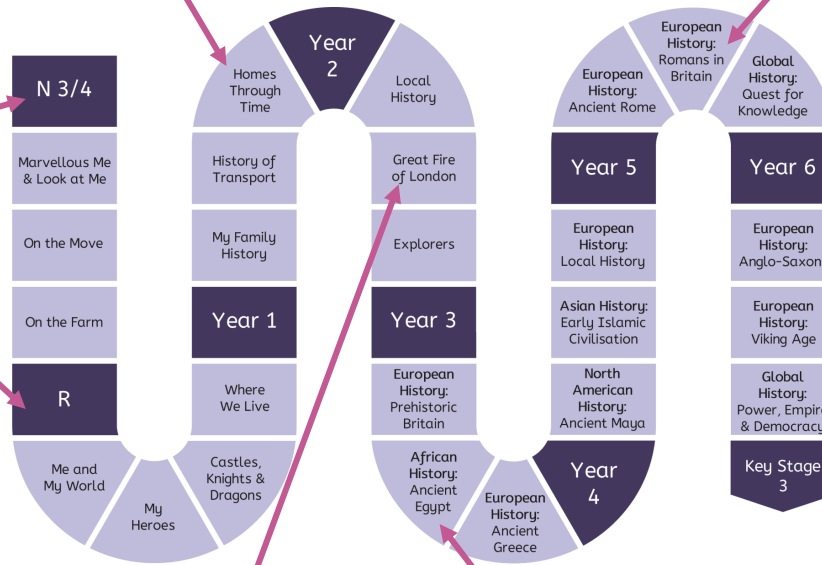 N 3/4
Marvellous Me
& Look at Me
On the Move
On the Farm
R
Me and
My World
My
Heroes
Castles,
Knights &
Dragons
Where
We Live
Year 1
My Family
History
History of
Transport
Homes
Through
Time
Year
2
Local
History
Great Fire
of London
Explorers
Year 3
European
History:
Prehistoric
Britain
African
History:
Ancient
Egypt
European
History:
Ancient
Greece
Year
4
North
American
History:
Ancient Maya
Asian History:
Early Islamic
Civilisation
European
History:
Local History
Year 5
European
History:
Ancient Rome
European
History:
Romans in
Britain
Global
History:
Quest for
Knowledge
Year 6
European
History:
Anglo-Saxon
European
History:
Viking Age
Global
History:
Power, Empir
& Democracy
Key Stage
3